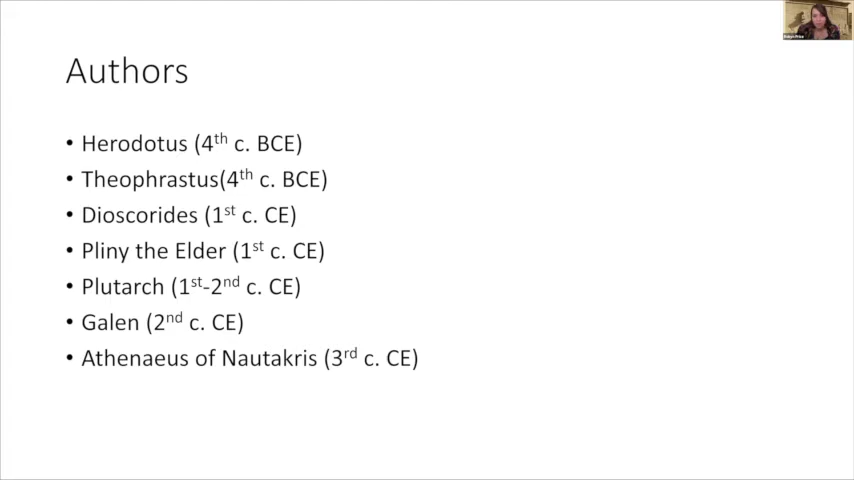 Authors
• Herodotus (4th c. BCE)
• Theophrastus(4th c. BCE)
• Dioscorides (1st c. CE)
• Pliny the Elder (1st c. CE)
• Plutarch (1st-2nd c. CE)
• Galen (2nd c. CE)
• Athenaeus of Nautakris (3rd c. CE)